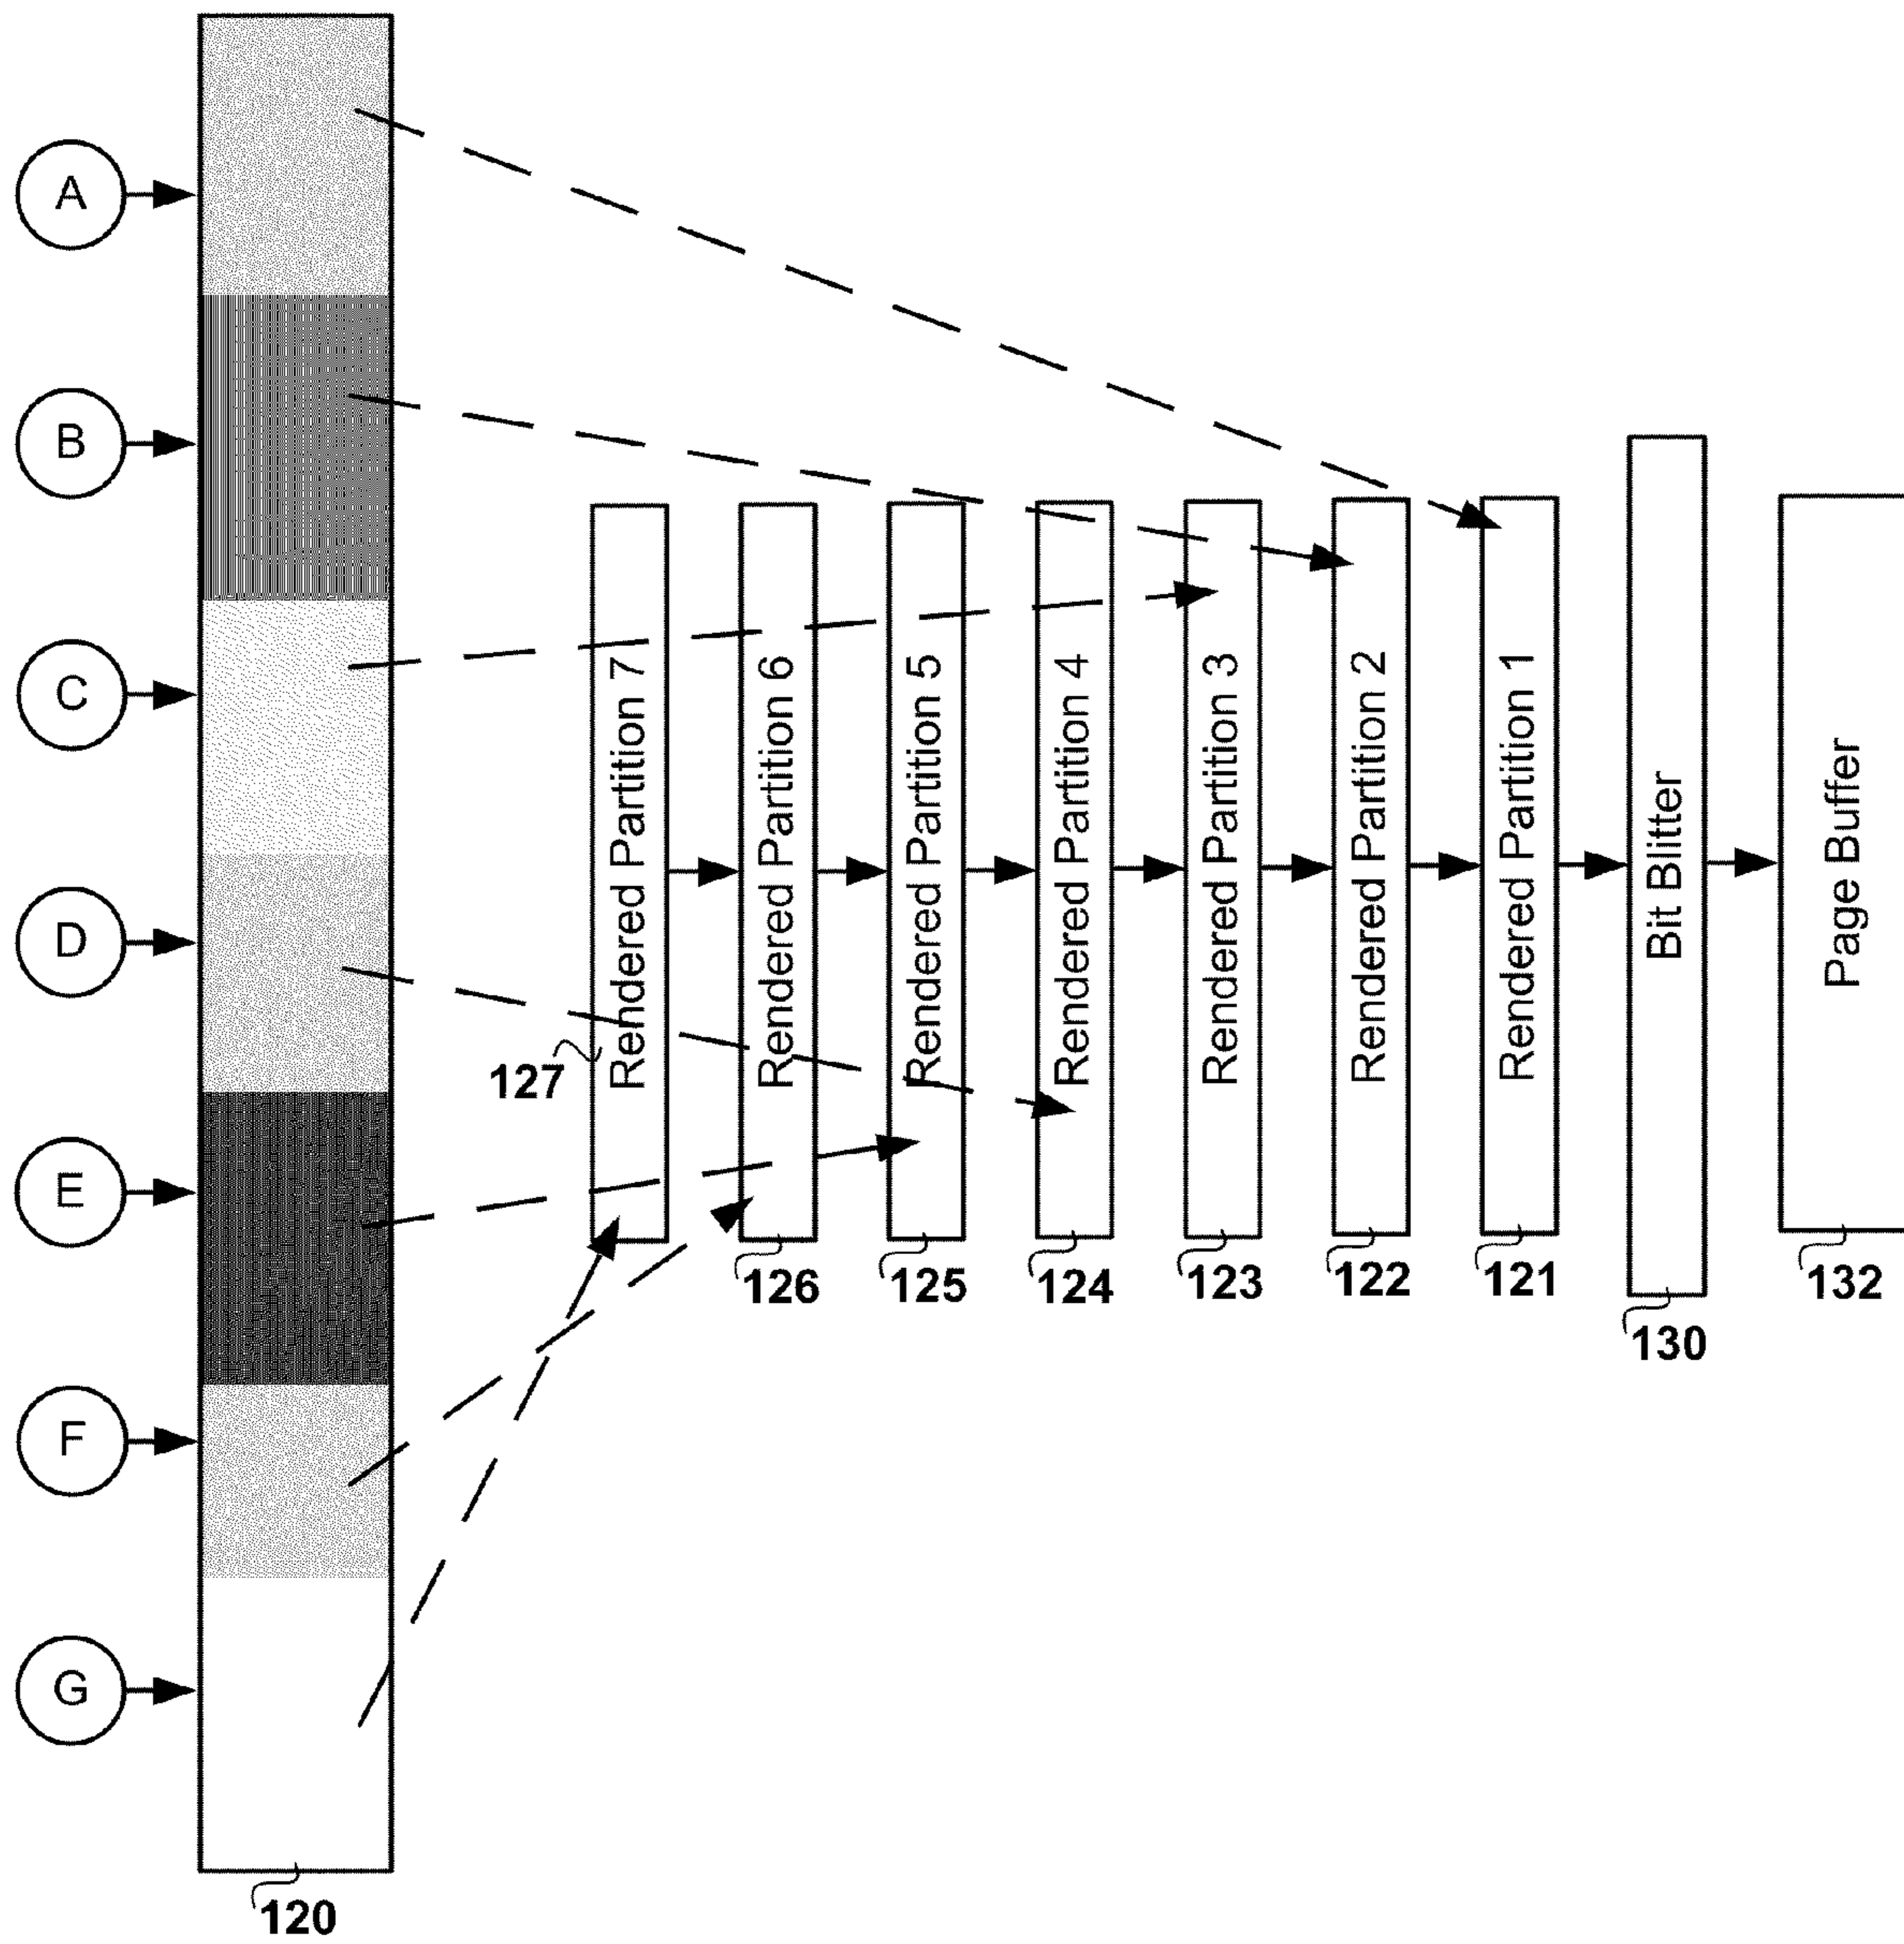 A
B
C
D
E
F
G
120
Rendered Partition 7
127
Rendered Partition 6
126
Rendered Partition 5
125
Rendered Partition 4
124
Rendered Partition 3
123
Rendered Partition 2
122
Rendered Partition 1
121
Bit Blitter
130
Page Buffer
132